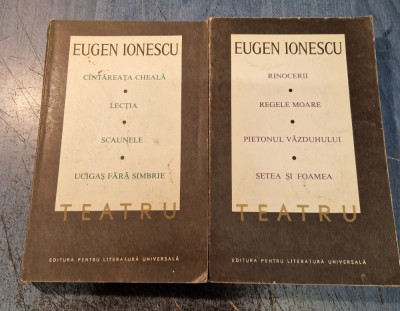 EUGEN IONESCU
CÎNTĂREAȚA CHEALĂ
LECȚIA
SCAUNELE
UCIGAȘ FĂRĂ SIMBRIE
TEATRU
EDITURA PENTRU LITERATURĂ UNIVERSALĂ
EUGEN IONESCU
RINOCERII
REGELE MOARE
PIETONUL VĂZDUHULUI
SETEA ȘI FOAMEA
TEATRU
EDITURA PENTRU LITERATURĂ UNIVERSALĂ